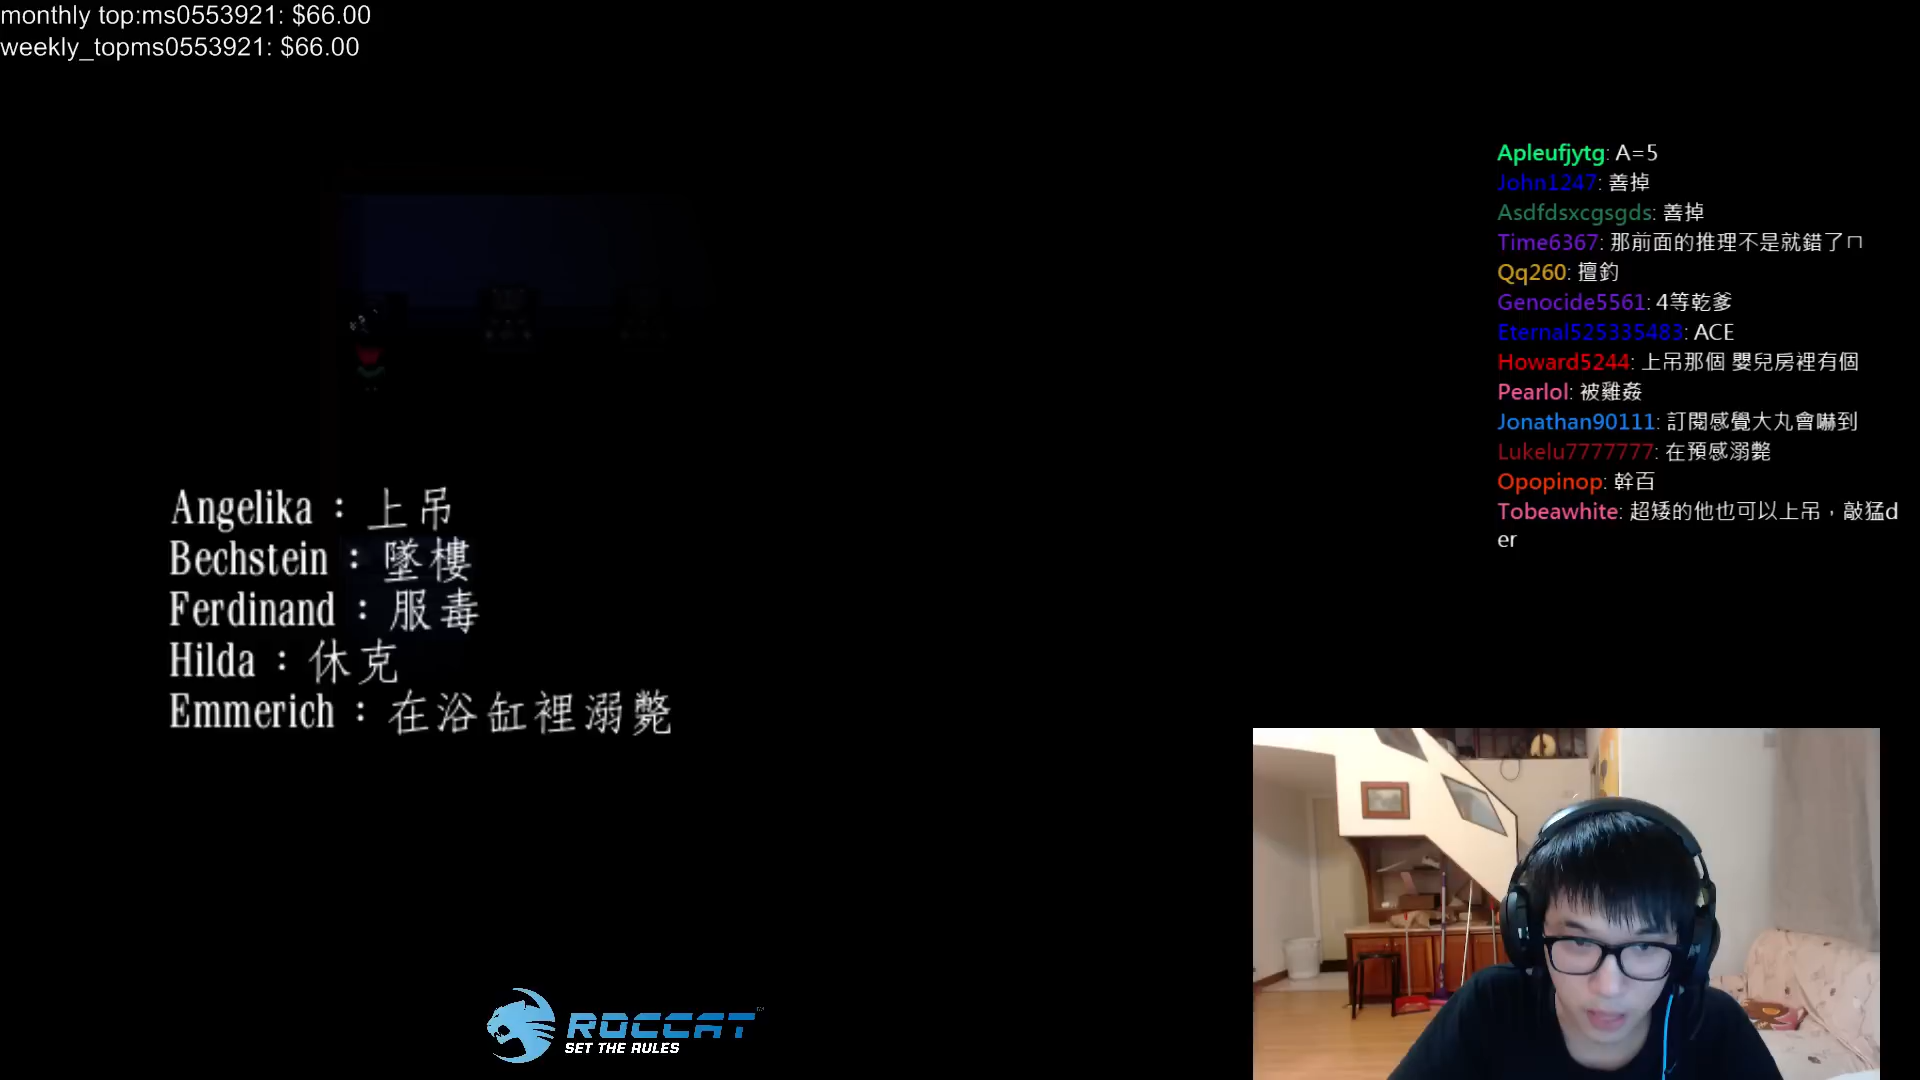 monthly top:ms0553921: $66.00
weekly_topms0553921: $66.00
Apleufjytg: A=5
John1247: 善掉
Asdfdsxcgsgds: 善掉
Time6367: 那前面的推理不是就錯了ㄇ
Qq260: 擅釣
Genocide5561: 4等乾爹
Eternal525335483: ACE
Howard5244: 上吊那個 嬰兒房裡有個
Pearlol: 被雞姦
Jonathan90111: 訂閱感覺大丸會嚇到
Lukelu7777777: 在預感溺斃
Opopinop: 幹百
Tobeawhite: 超矮的他也可以上吊，敲猛d
er
Angelika：上吊
Bechstein：墜樓
Ferdinand：服毒
Hilda：休克
Emmerich：在浴缸裡溺斃
ROCCAT™
SET THE RULES